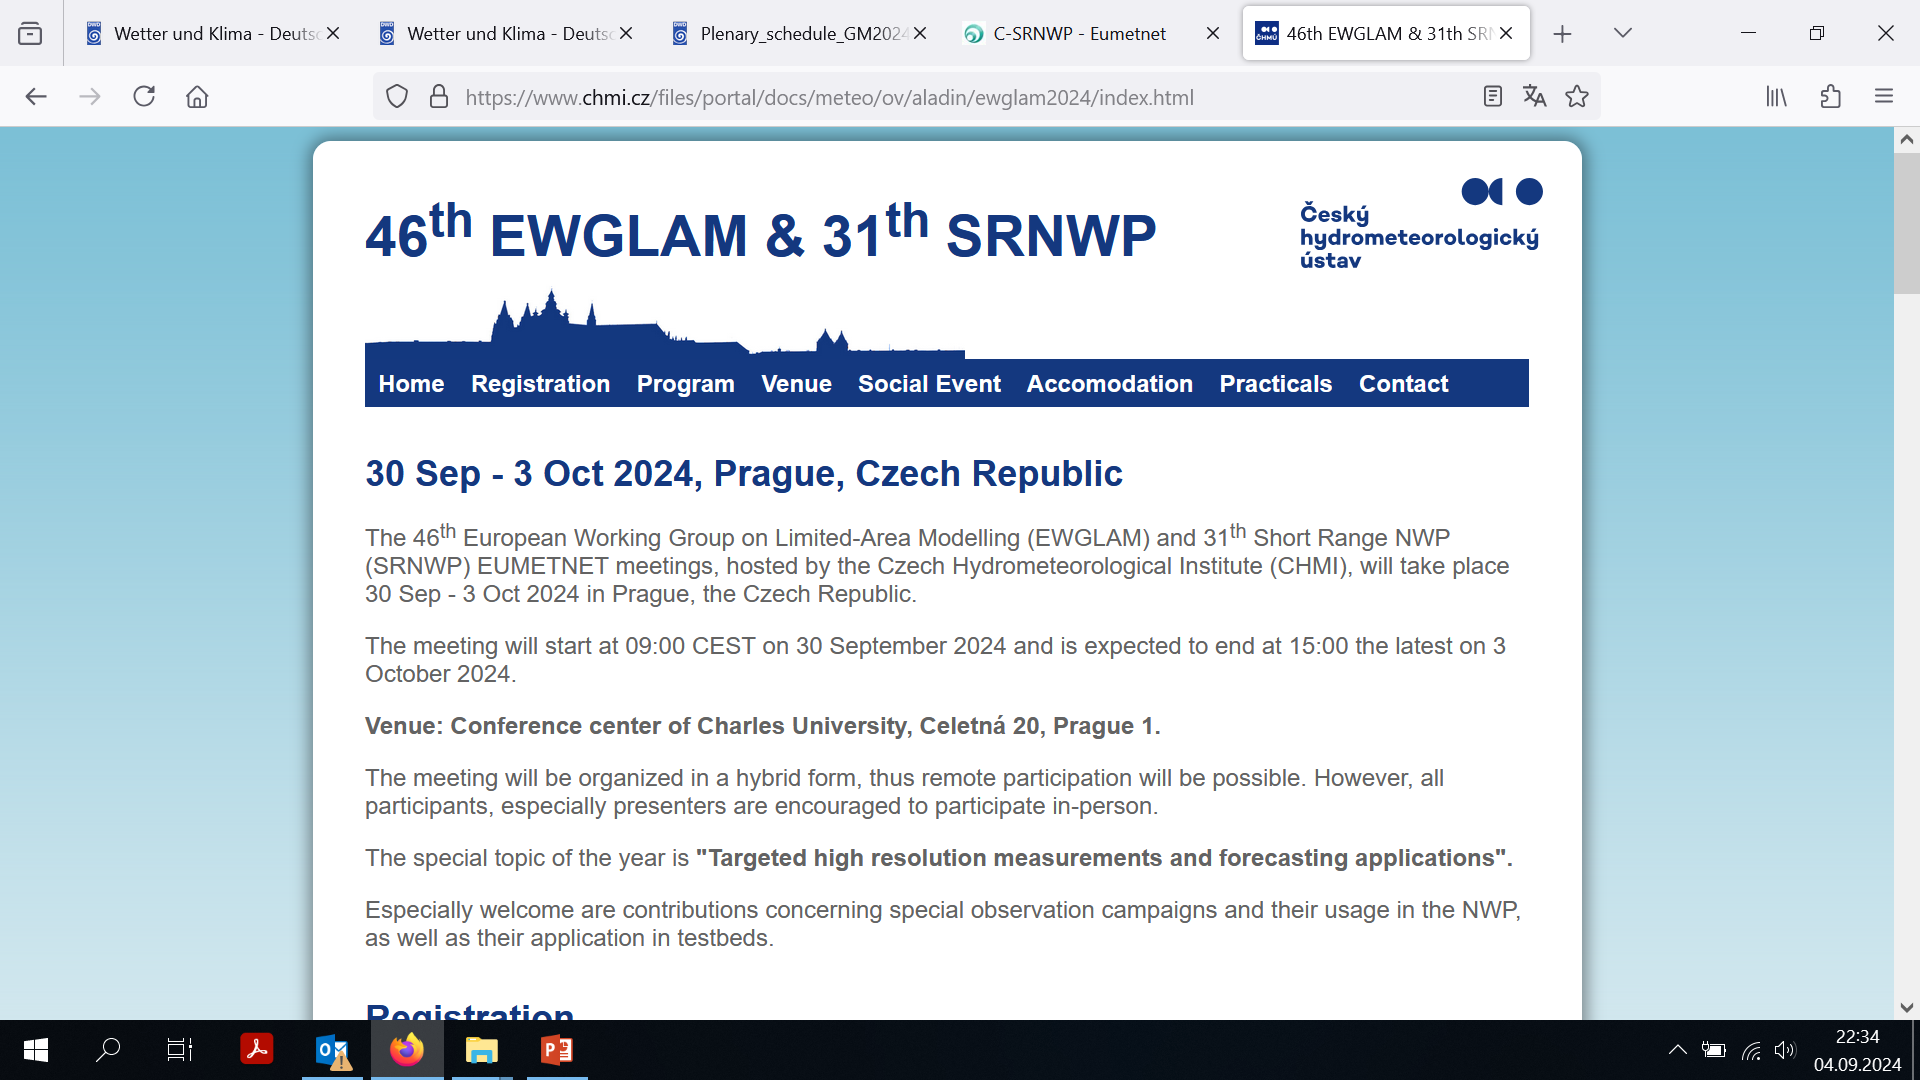 Wetter und Klima - Deutsc
Wetter und Klima - Deutsc
Plenary_schedule_GM2024
C-SRNWP - Eumetnet
46th EWGLAM & 31th SRN
https://www.chmi.cz/files/portal/docs/meteo/ov/aladin/ewglam2024/index.html
46th EWGLAM & 31th SRNWP
Český
hydrometeorologický
ústav
Home Registration Program Venue Social Event Accomodation Practicals Contact
30 Sep - 3 Oct 2024, Prague, Czech Republic
The 46th European Working Group on Limited-Area Modelling (EWGLAM) and 31th Short Range NWP
(SRNWP) EUMETNET meetings, hosted by the Czech Hydrometeorological Institute (CHMI), will take place
30 Sep - 3 Oct 2024 in Prague, the Czech Republic.
The meeting will start at 09:00 CEST on 30 September 2024 and is expected to end at 15:00 the latest on 3
October 2024.
Venue: Conference center of Charles University, Celetná 20, Prague 1.
The meeting will be organized in a hybrid form, thus remote participation will be possible. However, all
participants, especially presenters are encouraged to participate in-person.
The special topic of the year is "Targeted high resolution measurements and forecasting applications".
Especially welcome are contributions concerning special observation campaigns and their usage in the NWP,
as well as their application in testbeds.
Registration
22:34
04.09.2024